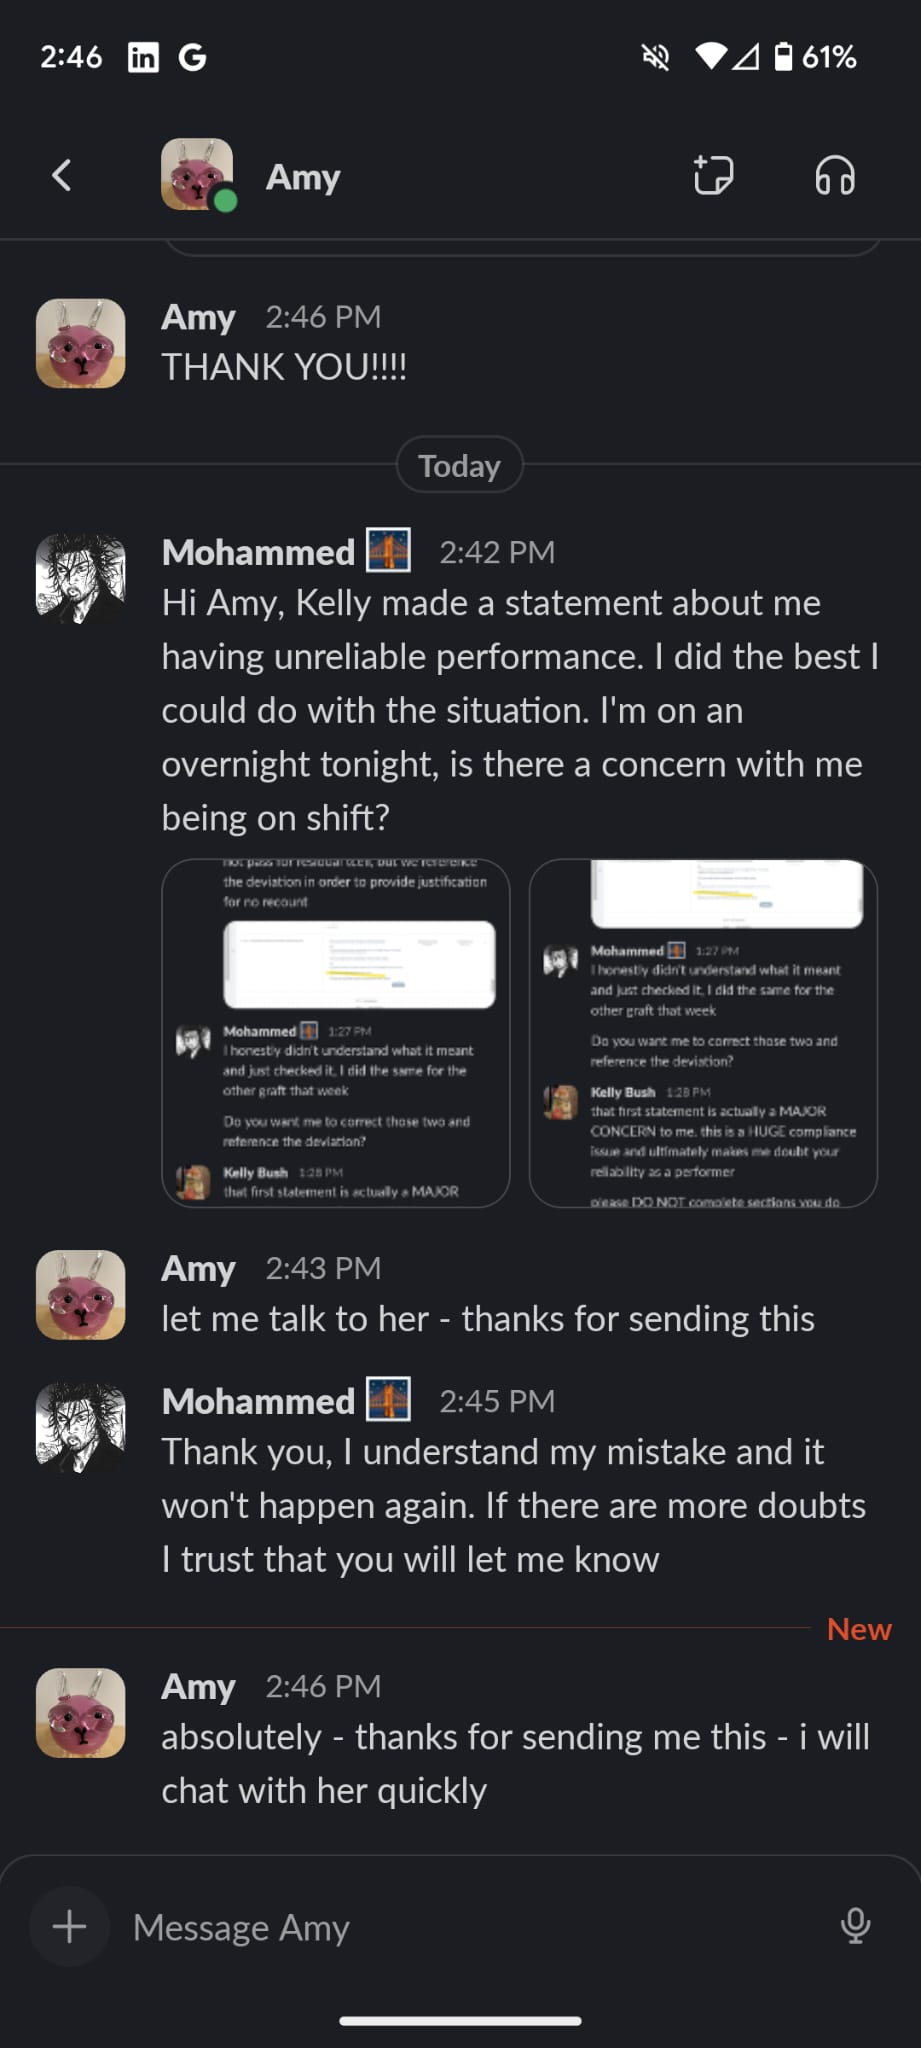 2:46
61%
Amy
Amy 2:46 PM
THANK YOU!!!!
Today
Mohammed 2:42 PM
Hi Amy, Kelly made a statement about me
having unreliable performance. I did the best I
could do with the situation. I'm on an
overnight tonight, is there a concern with me
being on shift?
not pass for residual cell, but we reference
the deviation in order to provide justification
for no recount
Mohammed 1:27 PM
I honestly didn't understand what it meant
and just checked it, I did the same for the
other graft that week
Do you want me to correct those two and
reference the deviation?
Kelly Bush 1:28 PM
that first statement is actually a MAJOR
Mohammed 1:27 PM
I honestly didn't understand what it meant
and just checked it, I did the same for the
other graft that week
Do you want me to correct those two and
reference the deviation?
Kelly Bush 1:28 PM
that first statement is actually a MAJOR
CONCERN to me. this is a HUGE compliance
issue and ultimately makes me doubt your
reliability as a performer
please DO NOT complete sections you do
Amy 2:43 PM
let me talk to her - thanks for sending this
Mohammed 2:45 PM
Thank you, I understand my mistake and it
won't happen again. If there are more doubts
I trust that you will let me know
New
Amy 2:46 PM
absolutely - thanks for sending me this - i will
chat with her quickly
Message Amy